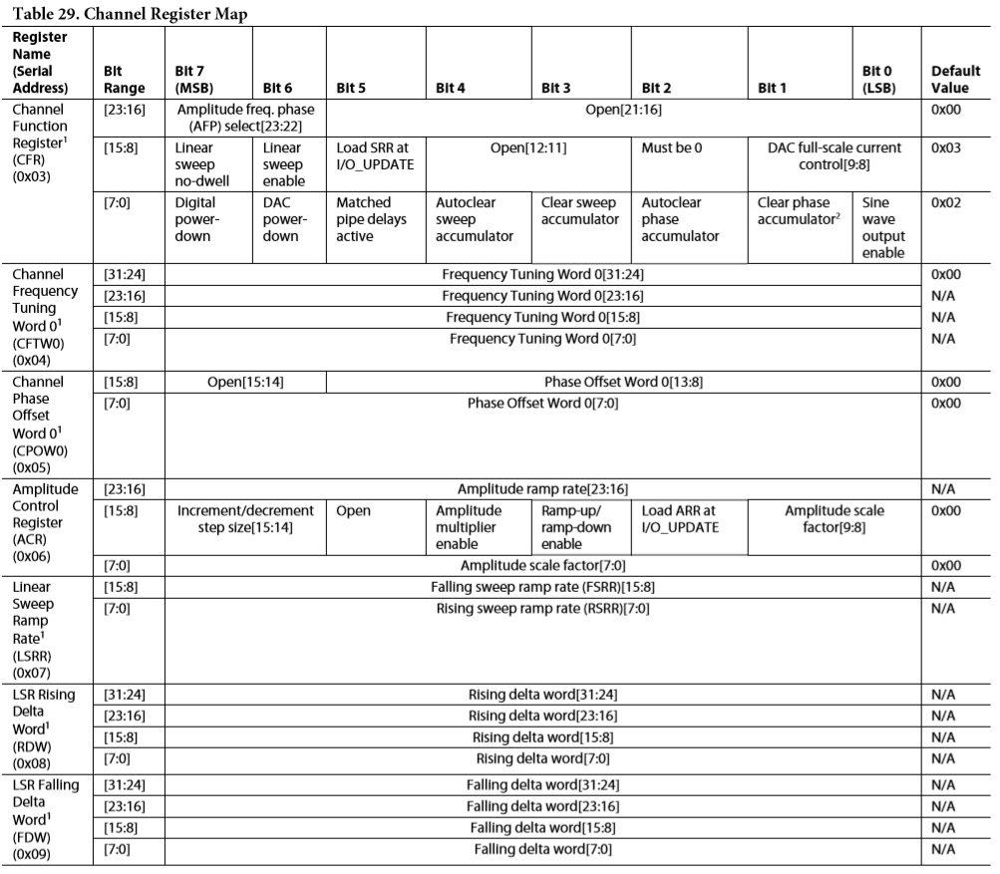 Table 29. Channel Register Map
Register Name (Serial Address) Bit Range Bit 7 (MSB) Bit 6 Bit 5 Bit 4 Bit 3 Bit 2 Bit 1 Bit 0 (LSB) Default Value
Channel Function Register1 (CFR) (0x03) [23:16] Amplitude freq. phase (AFP) select[23:22] Open[21:16] 0x00
[15:8] Linear sweep no-dwell Linear sweep enable Load SRR at I/O_UPDATE Open[12:11] Must be 0 DAC full-scale current control[9:8] 0x03
[7:0] Digital power-down DAC power-down Matched pipe delays active Autoclear sweep accumulator Clear sweep accumulator Autoclear phase accumulator Clear phase accumulator2 Sine wave output enable 0x02
Channel Frequency Tuning Word 01 (CFTW0) (0x04) [31:24] Frequency Tuning Word 0[31:24] 0x00
[23:16] Frequency Tuning Word 0[23:16] N/A
[15:8] Frequency Tuning Word 0[15:8] N/A
[7:0] Frequency Tuning Word 0[7:0] N/A
Channel Phase Offset Word 01 (CPOW0) (0x05) [15:8] Open[15:14] Phase Offset Word 0[13:8] 0x00
[7:0] Phase Offset Word 0[7:0] 0x00
Amplitude Control Register (ACR) (0x06) [23:16] Amplitude ramp rate[23:16] N/A
[15:8] Increment/decrement step size[15:14] Open Amplitude multiplier enable Ramp-up/ramp-down enable Load ARR at I/O_UPDATE Amplitude scale factor[9:8] 0x00
[7:0] Amplitude scale factor[7:0] 0x00
Linear Sweep Ramp Rate1 (LSRR) (0x07) [15:8] Falling sweep ramp rate (FSRR)[15:8] N/A
[7:0] Rising sweep ramp rate (RSRR)[7:0] N/A
LSR Rising Delta Word1 (RDW) (0x08) [31:24] Rising delta word[31:24] N/A
[23:16] Rising delta word[23:16] N/A
[15:8] Rising delta word[15:8] N/A
[7:0] Rising delta word[7:0] N/A
LSR Falling Delta Word1 (FDW) (0x09) [31:24] Falling delta word[31:24] N/A
[23:16] Falling delta word[23:16] N/A
[15:8] Falling delta word[15:8] N/A
[7:0] Falling delta word[7:0] N/A